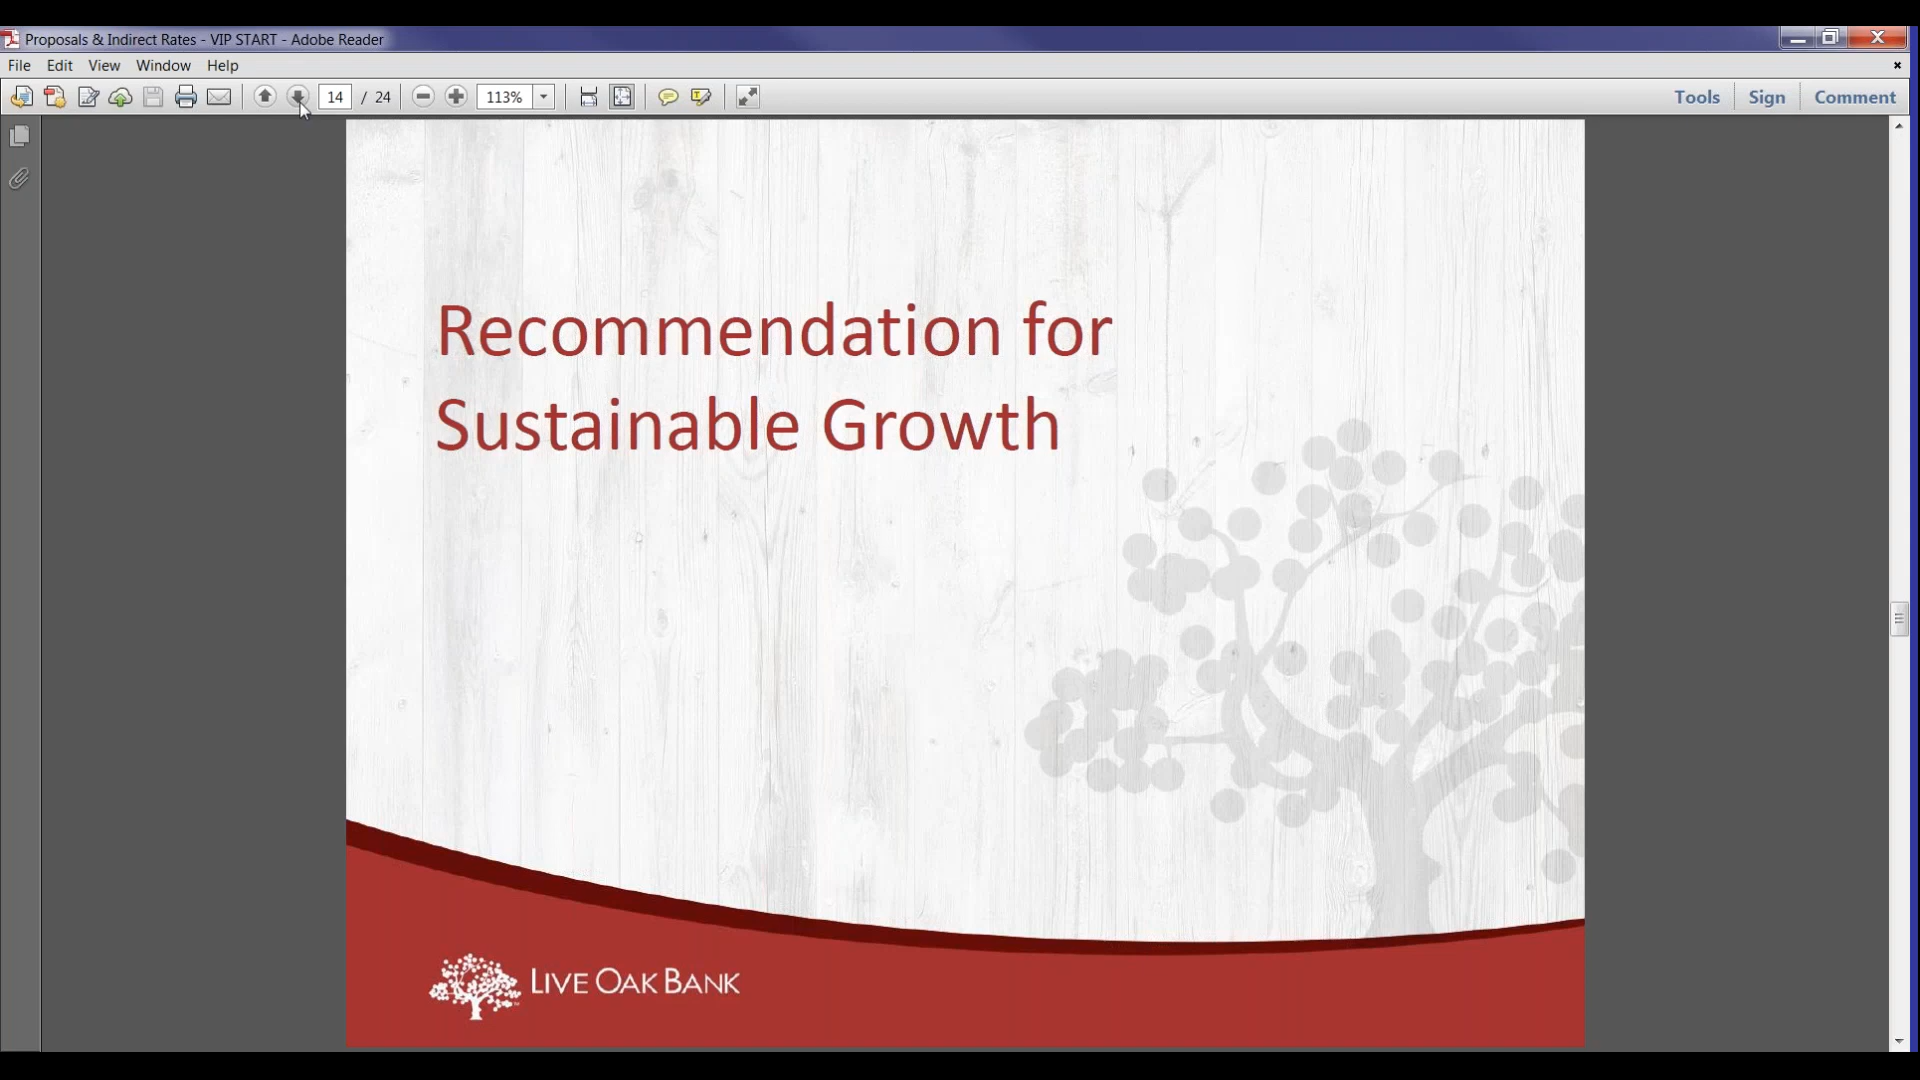 Proposals & Indirect Rates - VIP START - Adobe Reader
File Edit View Window Help
14 / 24 113% Tools Sign Comment
Recommendation for
Sustainable Growth
LIVE OAK BANK